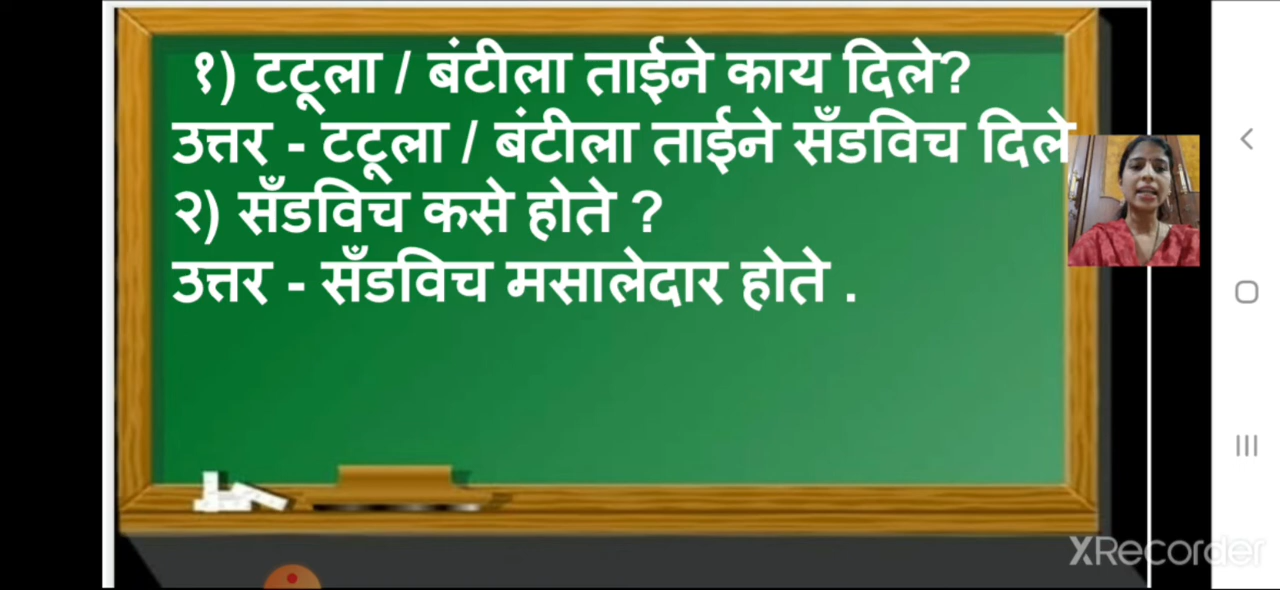 १) टटूला / बंटीला ताईने काय दिले?
उत्तर - टटूला / बंटीला ताईने सँडविच दिले
२) सँडविच कसे होते ?
उत्तर - सँडविच मसालेदार होते .
XRecorder